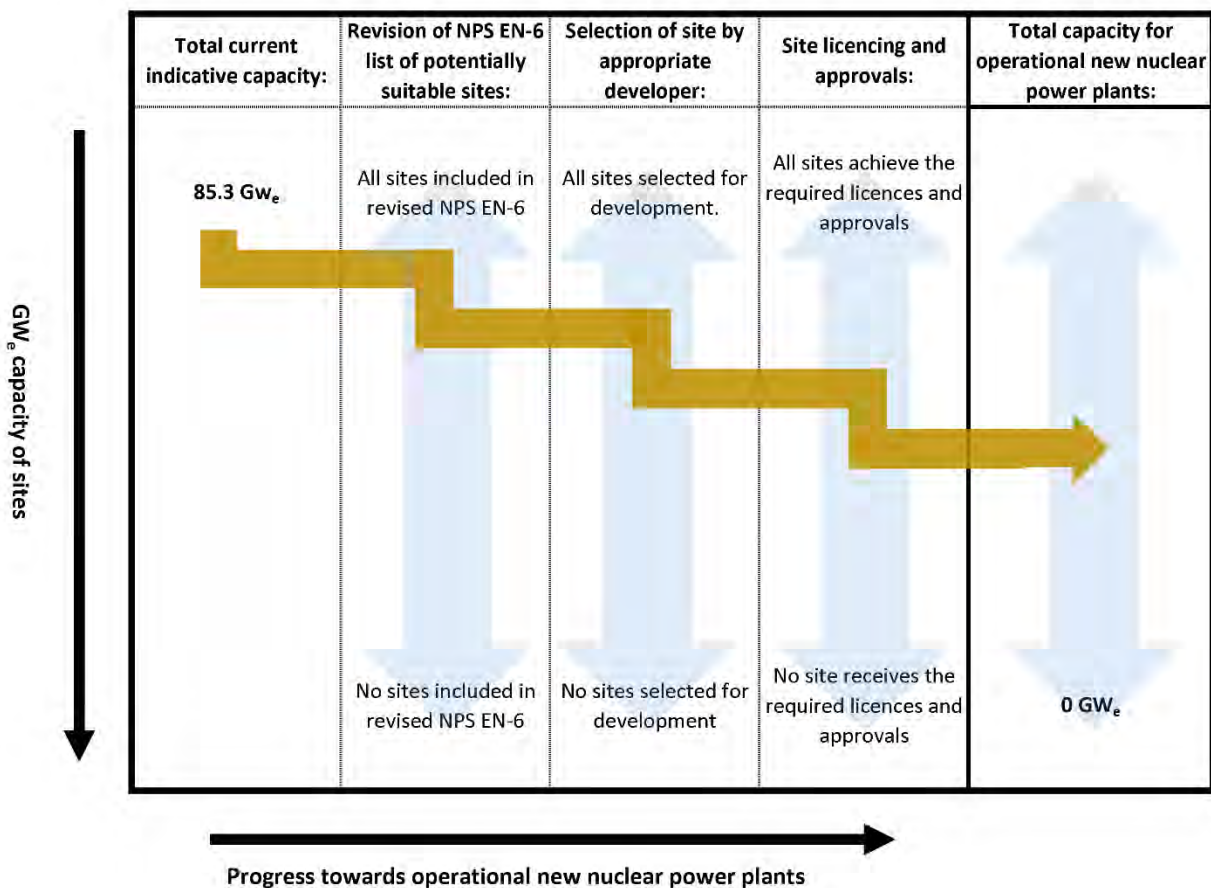 Total current
indicative capacity:
Revision of NPS EN-6
list of potentially
suitable sites:
Selection of site by
appropriate
developer:
Site licencing and
approvals:
Total capacity for
operational new nuclear
power plants:
85.3 Gwe
All sites included in
revised NPS EN-6
All sites selected for
development.
All sites achieve the
required licences and
approvals
GWe capacity of sites
No sites included in
revised NPS EN-6
No sites selected for
development
No site receives the
required licences and
approvals
0 GWe
Progress towards operational new nuclear power plants